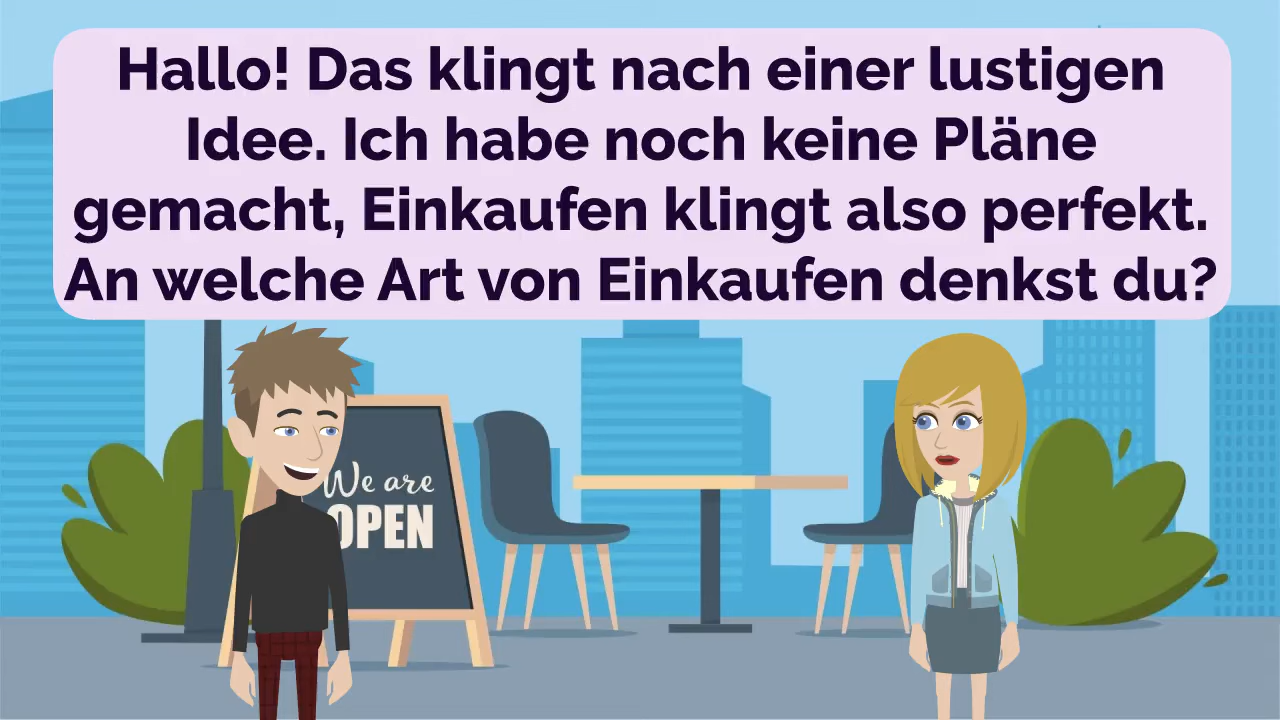 Hallo! Das klingt nach einer lustigen
Idee. Ich habe noch keine Pläne
gemacht, Einkaufen klingt also perfekt.
An welche Art von Einkaufen denkst du?
We are
OPEN